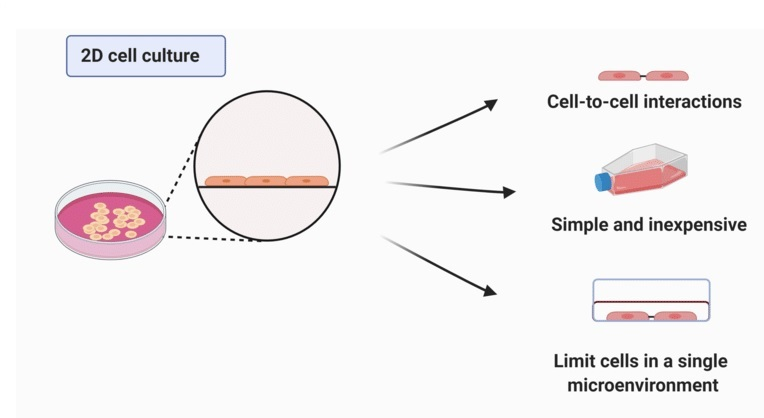 2D cell culture
Cell-to-cell interactions
Simple and inexpensive
Limit cells in a single
microenvironment